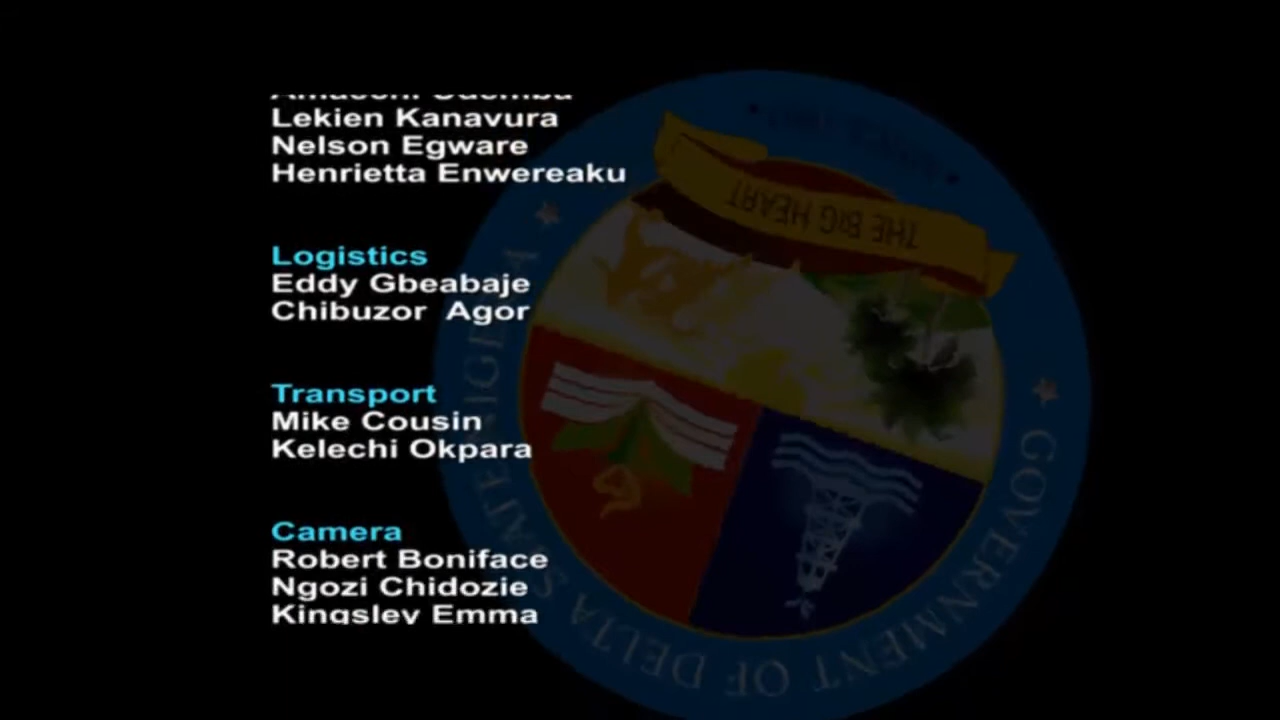 Lekien Kanavura
Nelson Egware
Henrietta Enwereaku
Logistics
Eddy Gbeabaje
Chibuzor Agor
Transport
Mike Cousin
Kelechi Okpara
Camera
Robert Boniface
Ngozi Chidozie
Kingsley Emma
THE BIG HEART
GOVERNMENT OF DELTA STATE